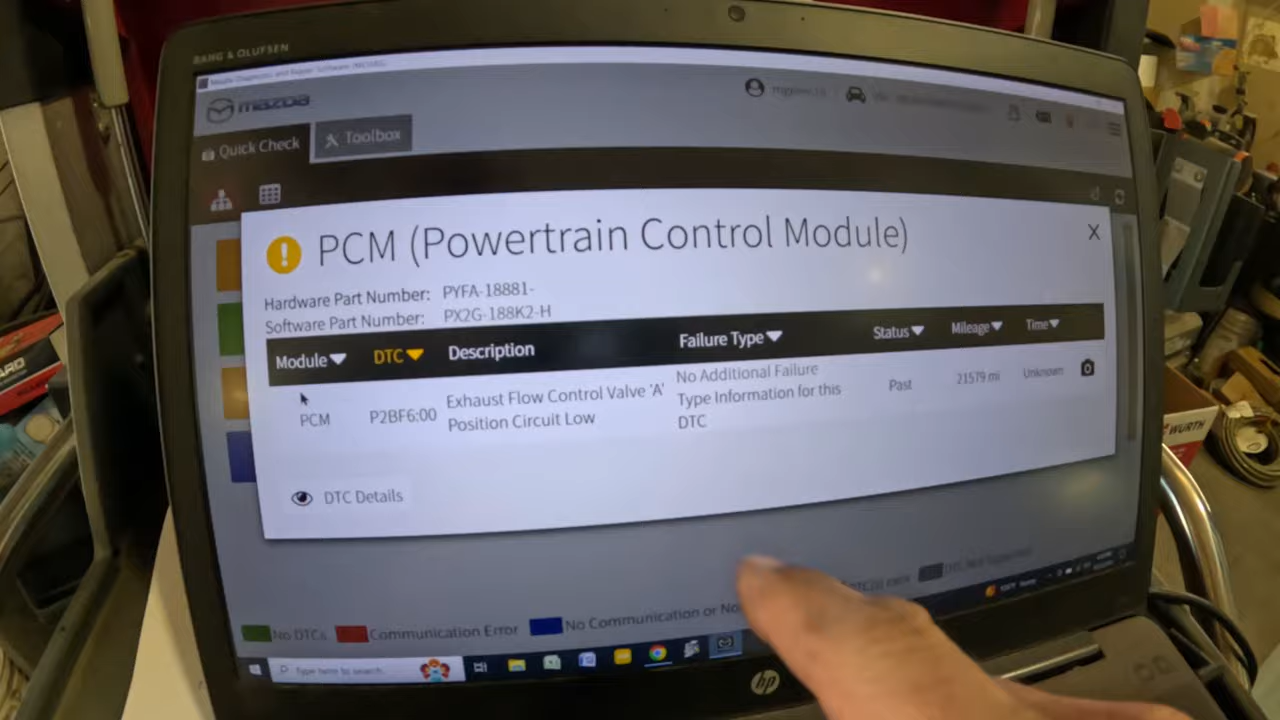 BANG & OLUFSEN
mazda
Quick Check
Toolbox
PCM (Powertrain Control Module)
X
Hardware Part Number: PYFA-18881-
Software Part Number: PX2G-188K2-H
Module DTC Description Failure Type Status Mileage Time
PCM P2BF6:00 Exhaust Flow Control Valve 'A' Position Circuit Low No Additional Failure Type Information for this DTC Past 21579 mi Unknown
DTC Details
No DTCs Communication Error No Communication or No
Type here to search
hp
WURTH